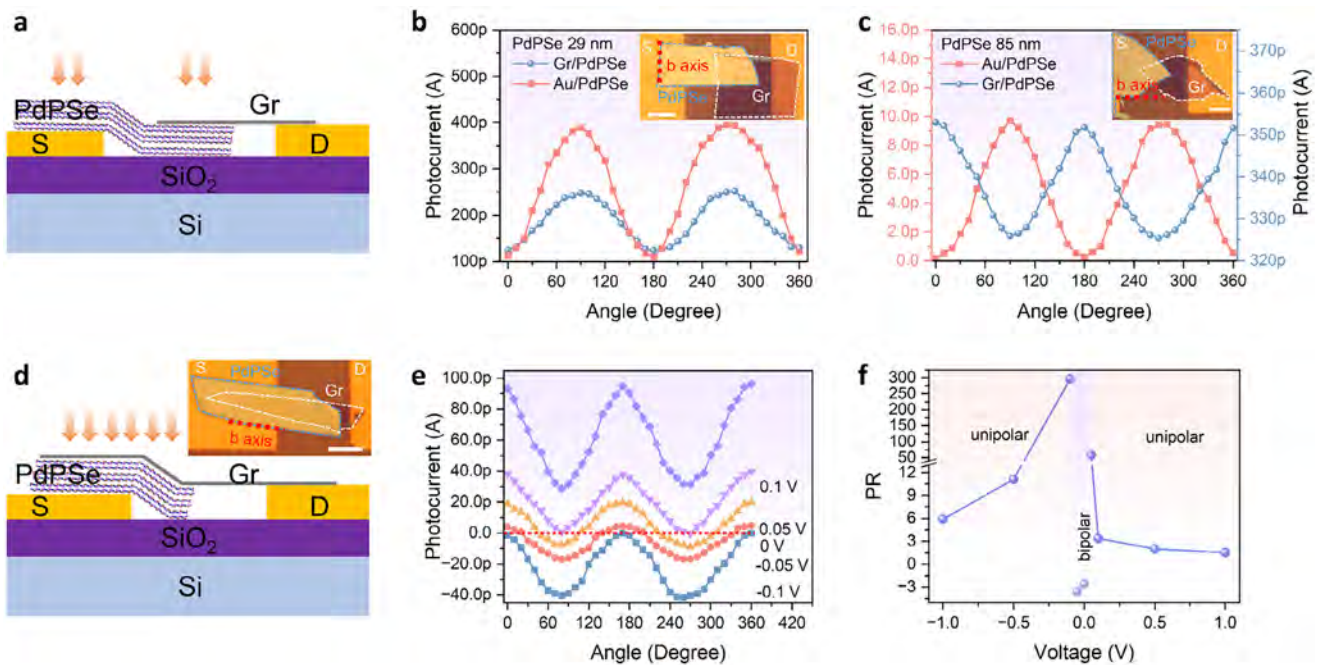 a
PdPSe
Gr
S
D
SiO2
Si
b
Photocurrent (A)
600p
500p
400p
300p
200p
100p
PdPSe 29 nm
Gr/PdPSe
Au/PdPSe
S
D
b axis
PdPSe
Gr
0 60 120 180 240 300 360
Angle (Degree)
c
Photocurrent (A)
16.0p
14.0p
12.0p
10.0p
8.0p
6.0p
4.0p
2.0p
0.0
PdPSe 85 nm
Au/PdPSe
Gr/PdPSe
S
PdPSe
D
Gr
b axis
370p
360p
350p
340p
330p
320p
Photocurrent (A)
0 60 120 180 240 300 360
Angle (Degree)
d
S
PdPSe
D
Gr
b axis
PdPSe
Gr
S
D
SiO2
Si
e
Photocurrent (A)
100.0p
80.0p
60.0p
40.0p
20.0p
0.0
−20.0p
−40.0p
0.1 V
0.05 V
0 V
-0.05 V
-0.1 V
0 60 120 180 240 300 360 420
Angle (Degree)
f
PR
300
250
200
150
100
50
12
9
6
3
0
−3
unipolar
unipolar
bipolar
−1.0 −0.5 0.0 0.5 1.0
Voltage (V)